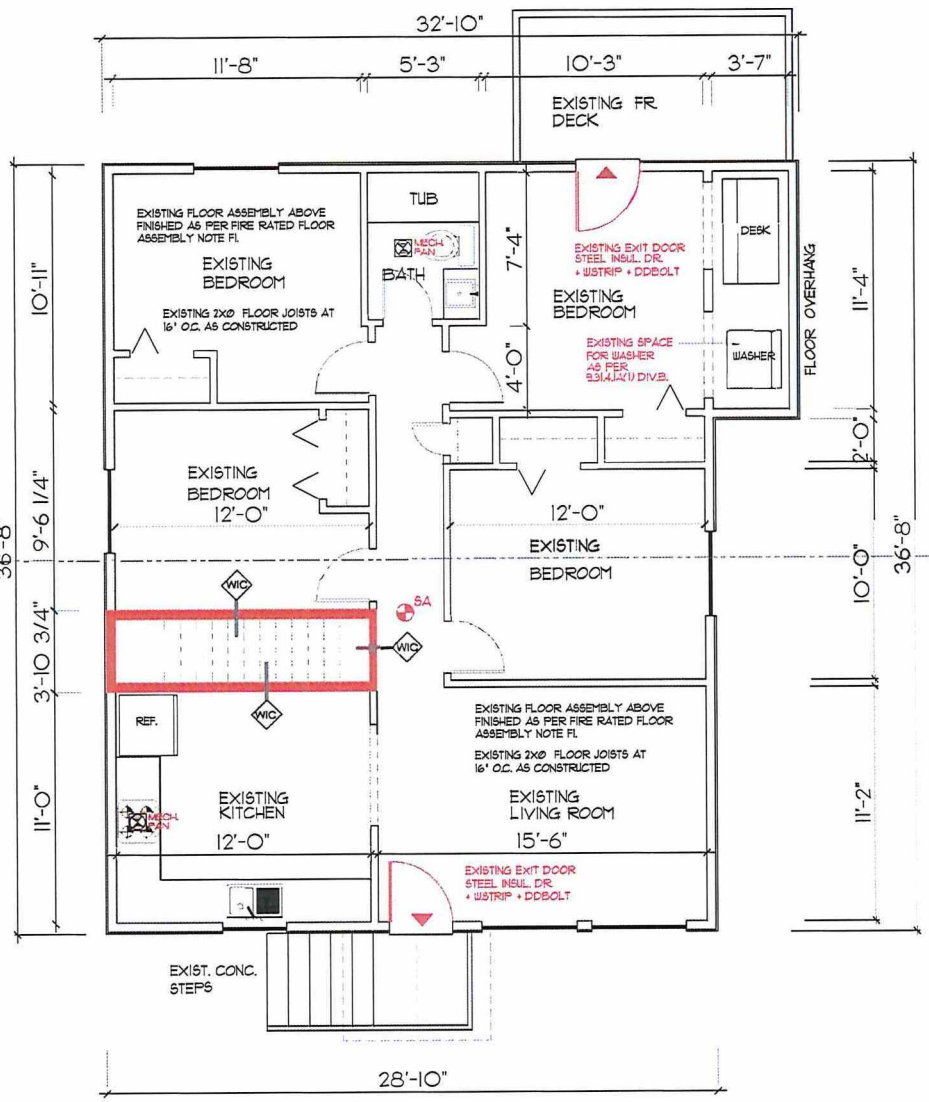 32'-10"
11'-8"
5'-3"
10'-3"
3'-7"
EXISTING FR.
DECK
EXISTING FLOOR ASSEMBLY ABOVE
FINISHED AS PER FIRE RATED FLOOR
ASSEMBLY NOTE F1.
EXISTING
BEDROOM
EXISTING 2X8 FLOOR JOISTS AT
16" O.C. AS CONSTRUCTED
TUB
MECH.
FAN
BATH
7'-4"
4'-0"
EXISTING EXIT DOOR
STEEL INSUL. DR.
+ WSTRIP + DDBOLT
EXISTING
BEDROOM
EXISTING SPACE
FOR WASHER
AS PER
DIV.B.
DESK
WASHER
FLOOR OVERHANG
10'-11"
11'-4"
2'-0"
36'-8"
9'-6 1/4"
EXISTING
BEDROOM
12'-0"
12'-0"
EXISTING
BEDROOM
10'-0"
36'-8"
WIC
SA
WIC
WIC
3'-10 3/4"
REF.
EXISTING FLOOR ASSEMBLY ABOVE
FINISHED AS PER FIRE RATED FLOOR
ASSEMBLY NOTE F1.
EXISTING 2X8 FLOOR JOISTS AT
16" O.C. AS CONSTRUCTED
MECH.
FAN
EXISTING
KITCHEN
12'-0"
EXISTING
LIVING ROOM
15'-6"
11'-0"
11'-2"
EXISTING EXIT DOOR
STEEL INSUL. DR.
+ WSTRIP + DDBOLT
EXIST. CONC.
STEPS
28'-10"